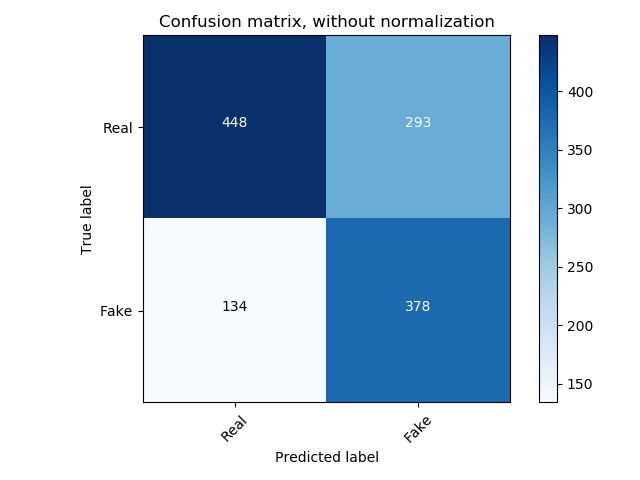 Confusion matrix, without normalization
Real
448
293
Fake
134
378
Real
Fake
True label
Predicted label
400
350
300
250
200
150